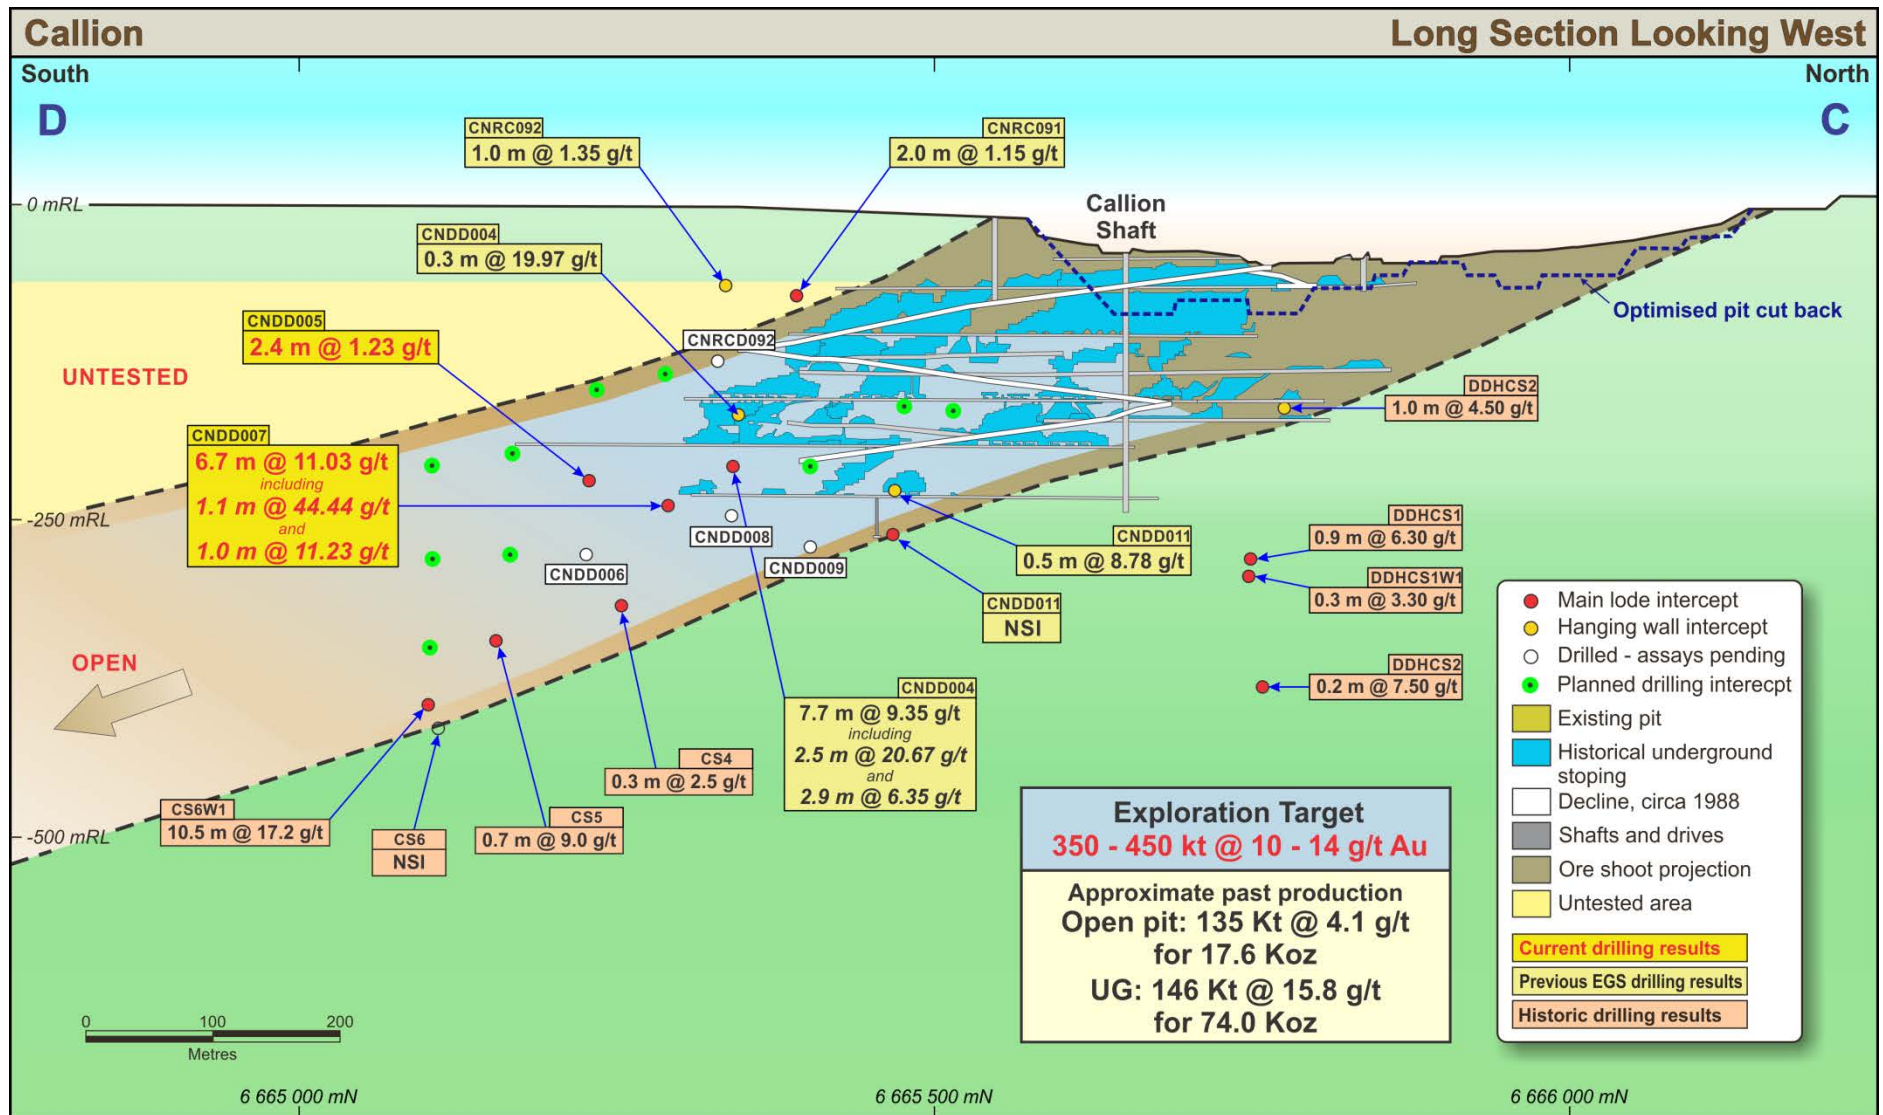 Callion
Long Section Looking West
South
North
D
C
CNRC092
1.0 m @ 1.35 g/t
CNRC091
2.0 m @ 1.15 g/t
0 mRL
Callion
Shaft
CNDD004
0.3 m @ 19.97 g/t
Optimised pit cut back
CNDD005
2.4 m @ 1.23 g/t
CNRCD092
UNTESTED
DDHCS2
1.0 m @ 4.50 g/t
CNDD007
6.7 m @ 11.03 g/t
including
1.1 m @ 44.44 g/t
and
1.0 m @ 11.23 g/t
-250 mRL
CNDD008
CNDD006
CNDD009
CNDD011
0.5 m @ 8.78 g/t
CNDD011
NSI
DDHCS1
0.9 m @ 6.30 g/t
DDHCS1W1
0.3 m @ 3.30 g/t
DDHCS2
0.2 m @ 7.50 g/t
OPEN
CNDD004
7.7 m @ 9.35 g/t
including
2.5 m @ 20.67 g/t
and
2.9 m @ 6.35 g/t
CS4
0.3 m @ 2.5 g/t
CS5
0.7 m @ 9.0 g/t
CS6W1
10.5 m @ 17.2 g/t
CS6
NSI
-500 mRL
Exploration Target
350 - 450 kt @ 10 - 14 g/t Au
Approximate past production
Open pit: 135 Kt @ 4.1 g/t
for 17.6 Koz
UG: 146 Kt @ 15.8 g/t
for 74.0 Koz
Main lode intercept
Hanging wall intercept
Drilled - assays pending
Planned drilling interecpt
Existing pit
Historical underground
stoping
Decline, circa 1988
Shafts and drives
Ore shoot projection
Untested area
Current drilling results
Previous EGS drilling results
Historic drilling results
0 100 200
Metres
6 665 000 mN
6 665 500 mN
6 666 000 mN